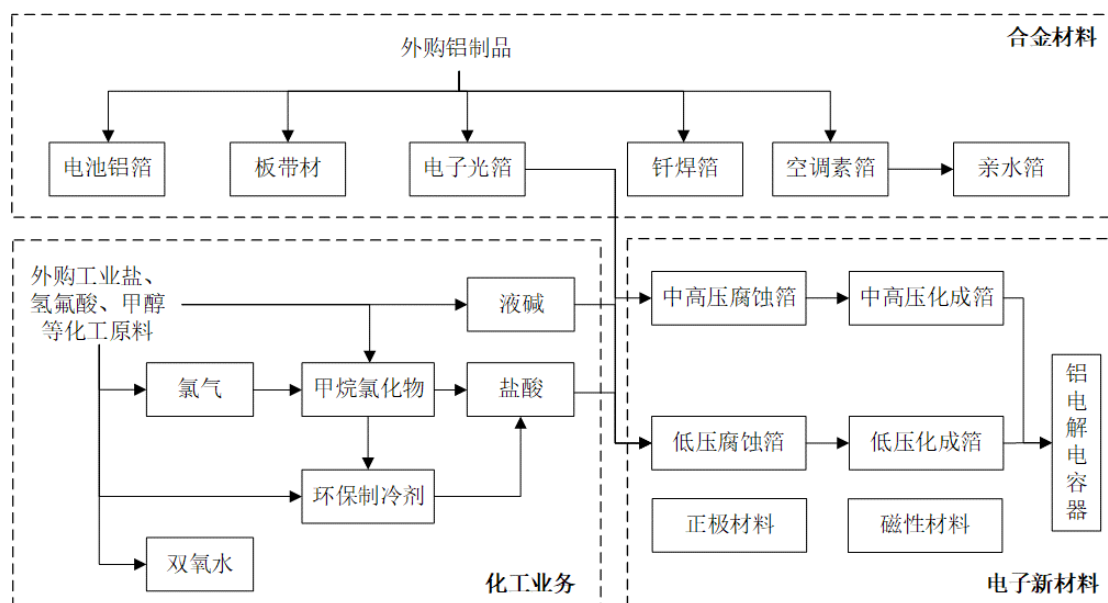 外购铝制品
合金材料
电池铝箔
板带材
电子光箔
钎焊箔
空调素箔
亲水箔
外购工业盐、
氢氟酸、甲醇
等化工原料
液碱
氯气
甲烷氯化物
盐酸
环保制冷剂
双氧水
化工业务
中高压腐蚀箔
中高压化成箔
低压腐蚀箔
低压化成箔
铝电解电容器
正极材料
磁性材料
电子新材料